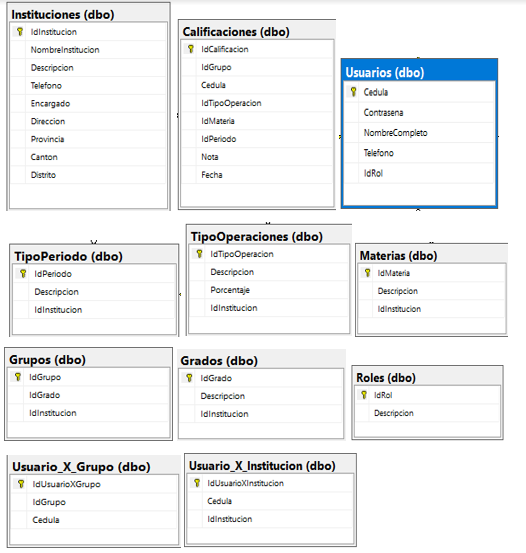 Instituciones (dbo)
IdInstitucion
NombreInstitucion
Descripcion
Telefono
Encargado
Direccion
Provincia
Canton
Distrito
Calificaciones (dbo)
IdCalificacion
IdGrupo
Cedula
IdTipoOperacion
IdMateria
IdPeriodo
Nota
Fecha
Usuarios (dbo)
Cedula
Contrasena
NombreCompleto
Telefono
IdRol
TipoPeriodo (dbo)
IdPeriodo
Descripcion
IdInstitucion
TipoOperaciones (dbo)
IdTipoOperacion
Descripcion
Porcentaje
IdInstitucion
Materias (dbo)
IdMateria
Descripcion
IdInstitucion
Grupos (dbo)
IdGrupo
IdGrado
IdInstitucion
Grados (dbo)
IdGrado
Descripcion
IdInstitucion
Roles (dbo)
IdRol
Descripcion
Usuario_X_Grupo (dbo)
IdUsuarioXGrupo
IdGrupo
Cedula
Usuario_X_Institucion (dbo)
IdUsuarioXInstitucion
Cedula
IdInstitucion